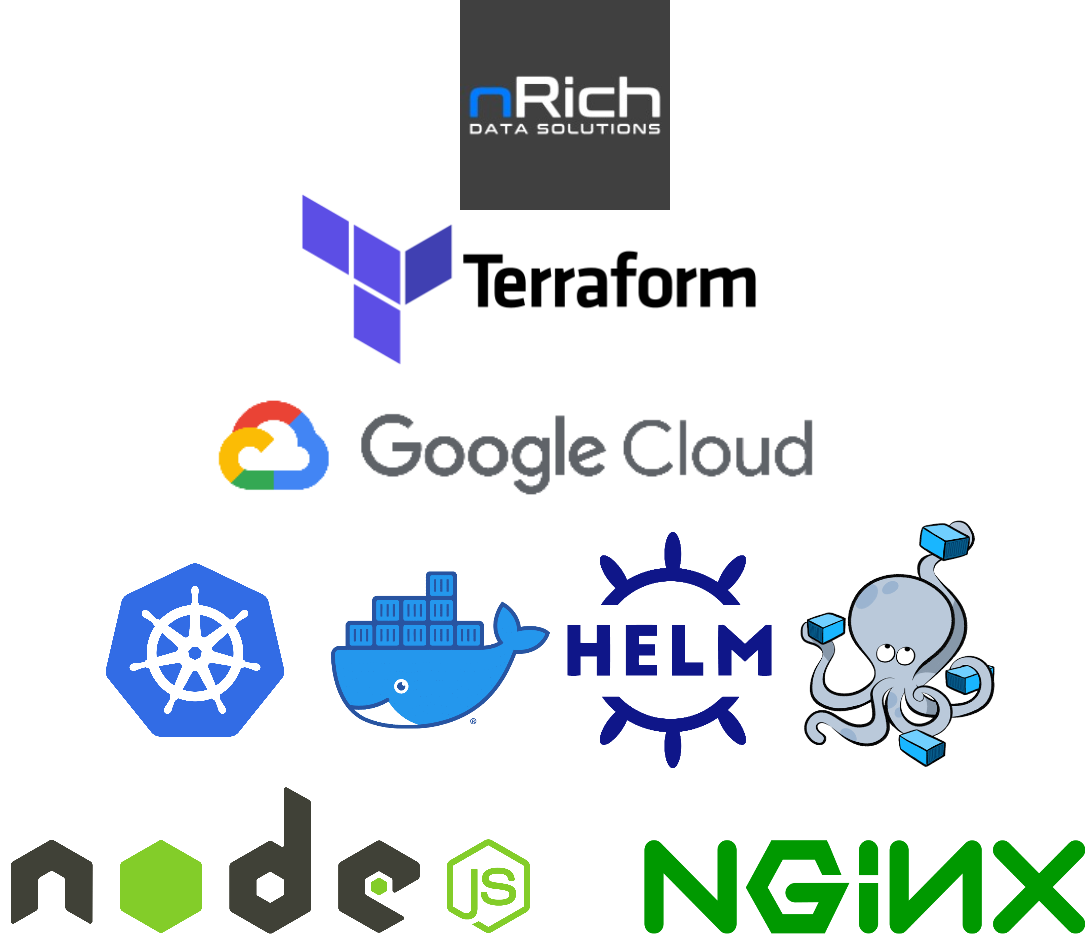 nRich
DATA SOLUTIONS
Terraform
Google Cloud
HELM
®
node JS
NGiNX